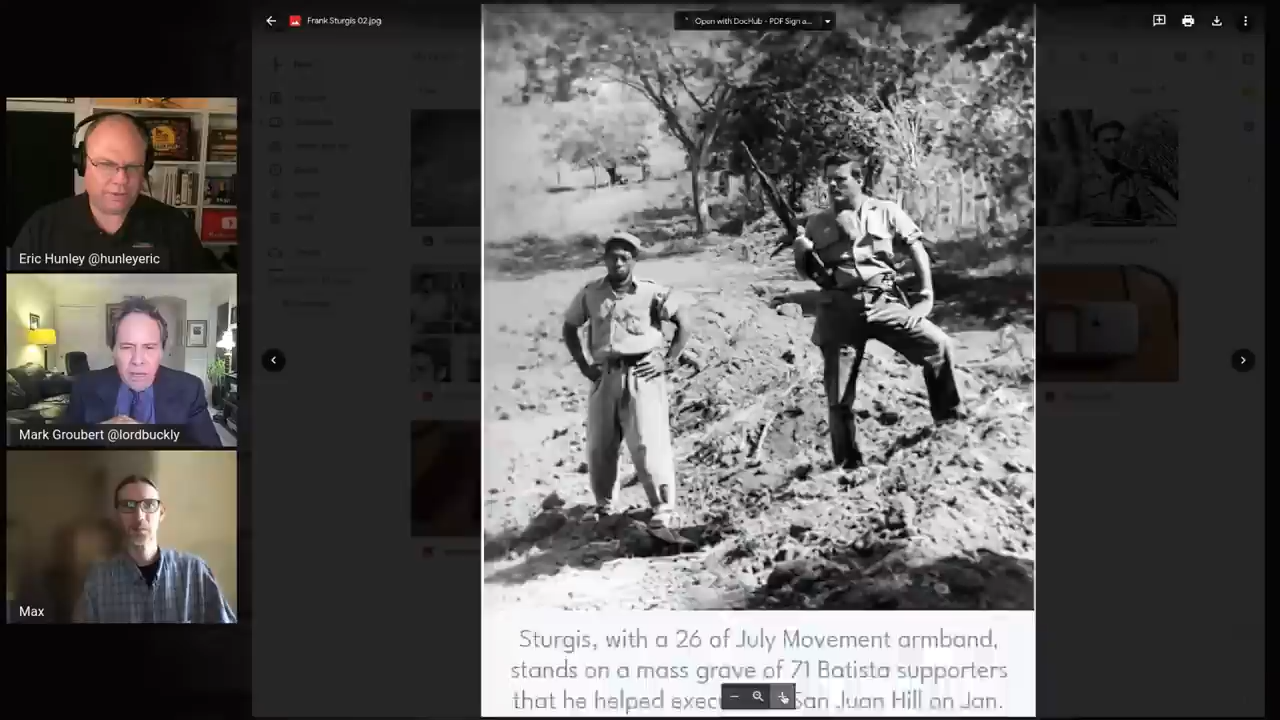 Frank Sturgis 02.jpg
Open with DocHub - PDF Sign a...
Eric Hunley @hunleyeric
Mark Groubert @lordbuckly
Max
Sturgis, with a 26 of July Movement armband,
stands on a mass grave of 71 Batista supporters
that he helped San Juan Hill on Jan.